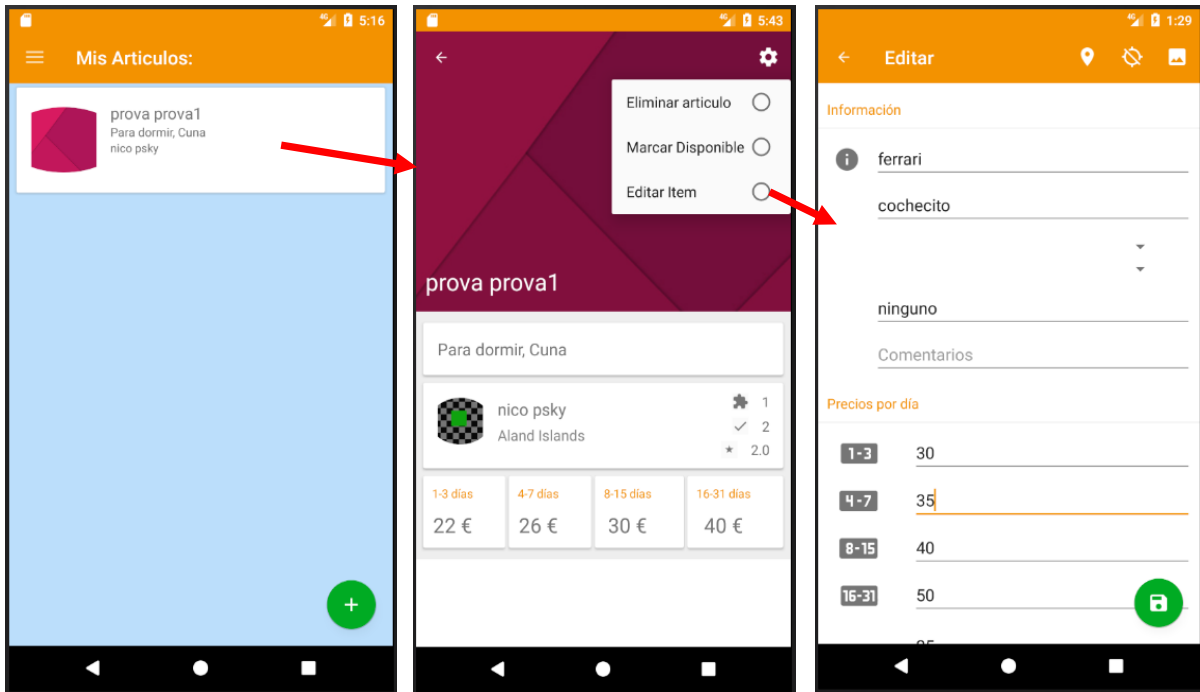 5:16
Mis Articulos:
prova prova1
Para dormir, Cuna
nico psky
5:43
Eliminar articulo
Marcar Disponible
Editar Item
prova prova1
Para dormir, Cuna
nico psky
Aland Islands
1
2
2.0
1-3 días
4-7 días
8-15 días
16-31 días
22 €
26 €
30 €
40 €
1:29
Editar
Información
ferrari
cochecito
ninguno
Comentarios
Precios por día
1-3
30
4-7
35
8-15
40
16-31
50